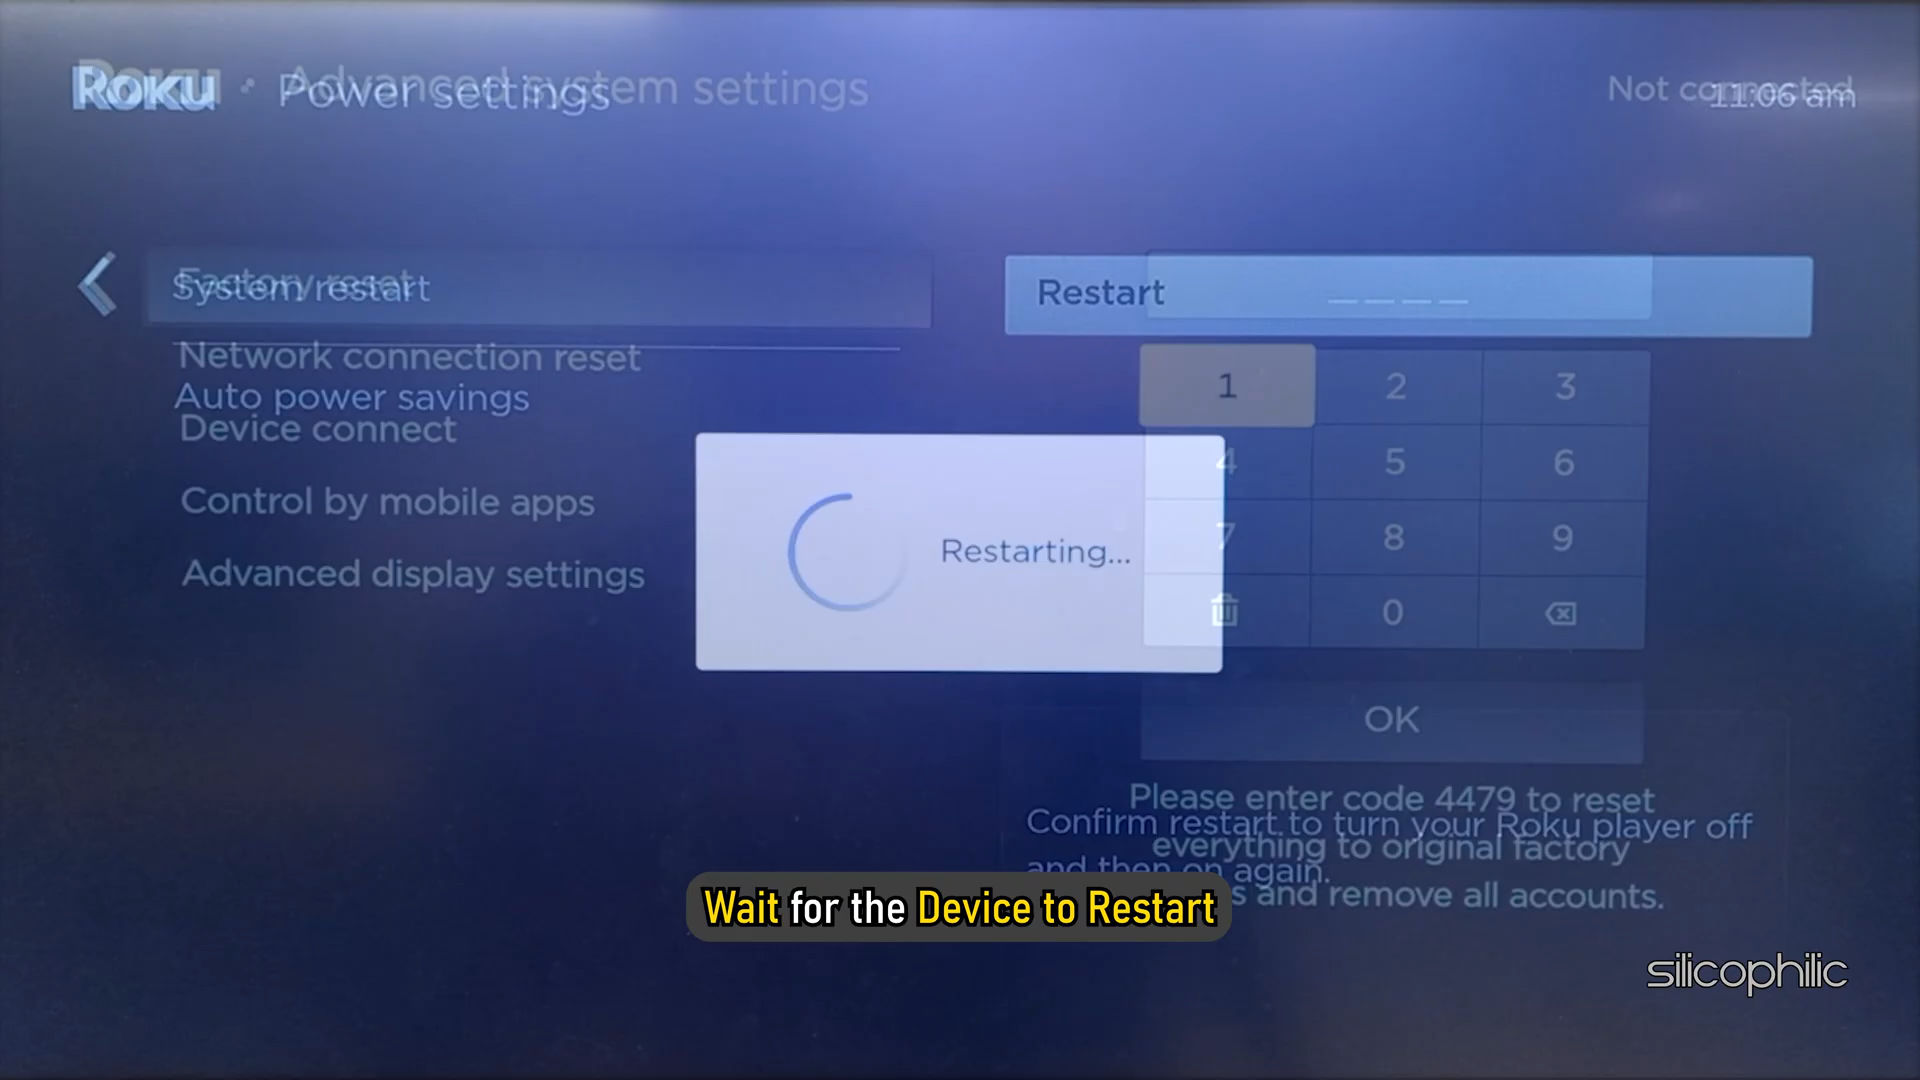 Roku • Advanced system settings
Power settings
Not connected
11:06 am
Factory reset
System restart
Restart
Network connection reset
Auto power savings
Device connect
Control by mobile apps
Advanced display settings
Restarting...
1 2 3
4 5 6
7 8 9
0
OK
Please enter code 4479 to reset
everything to original factory
s and remove all accounts.
Confirm restart to turn your Roku player off
and then on again.
Wait for the Device to Restart
silicophilic